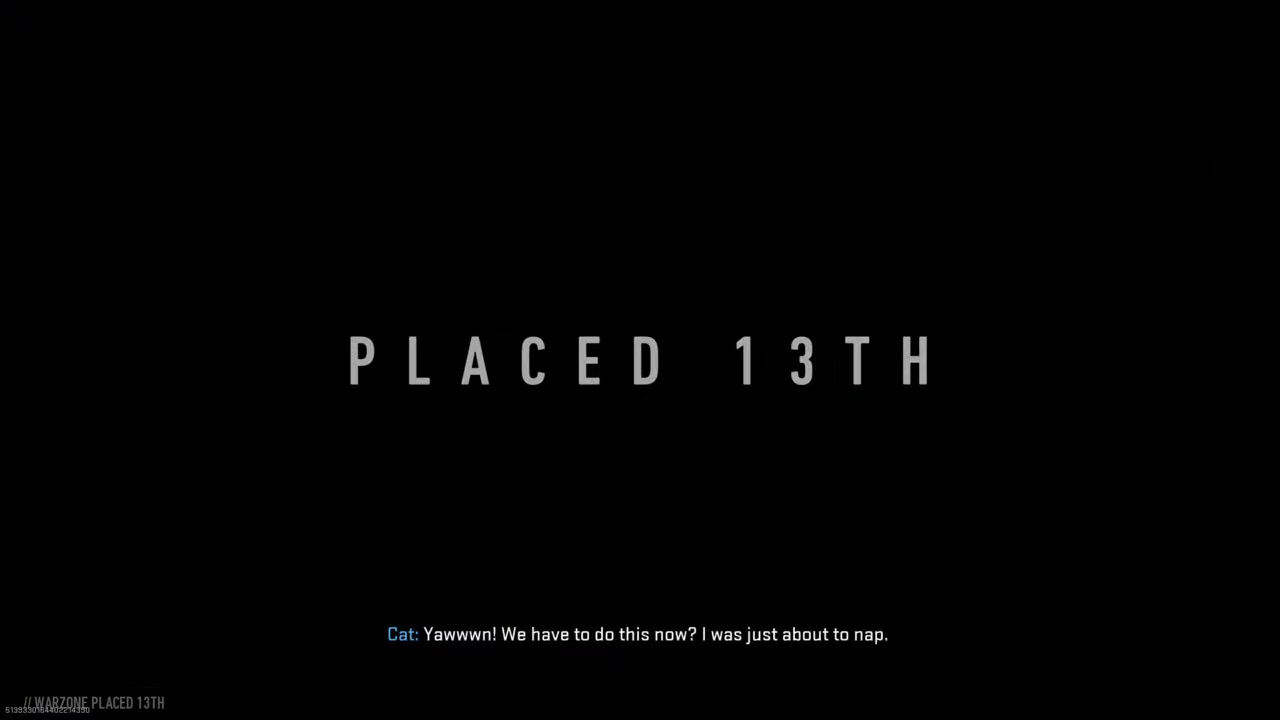 PLACED 13TH
Cat: Yawwwn! We have to do this now? I was just about to nap.
// WARZONE PLACED 13TH